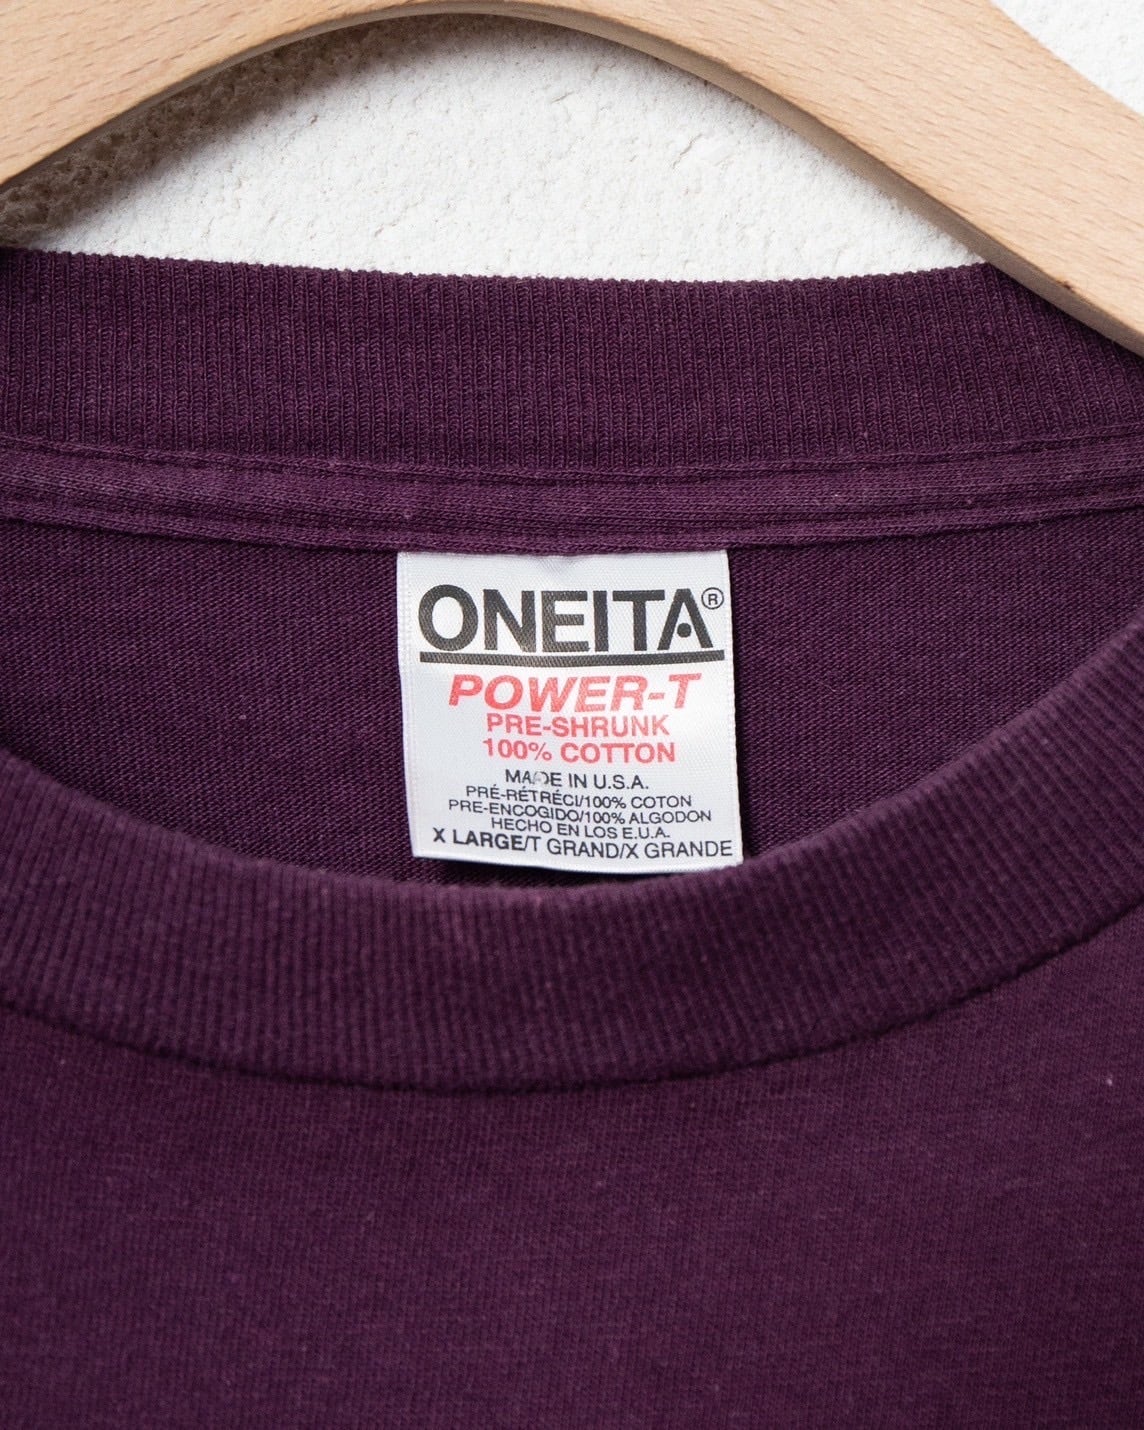 ONEITA®
POWER-T
PRE-SHRUNK
100% COTTON
MADE IN U.S.A.
PRÉ-RÉTRÉCI/100% COTON
PRE-ENCOGIDO/100% ALGODON
HECHO EN LOS E.U.A.
X LARGE/T GRAND/X GRANDE